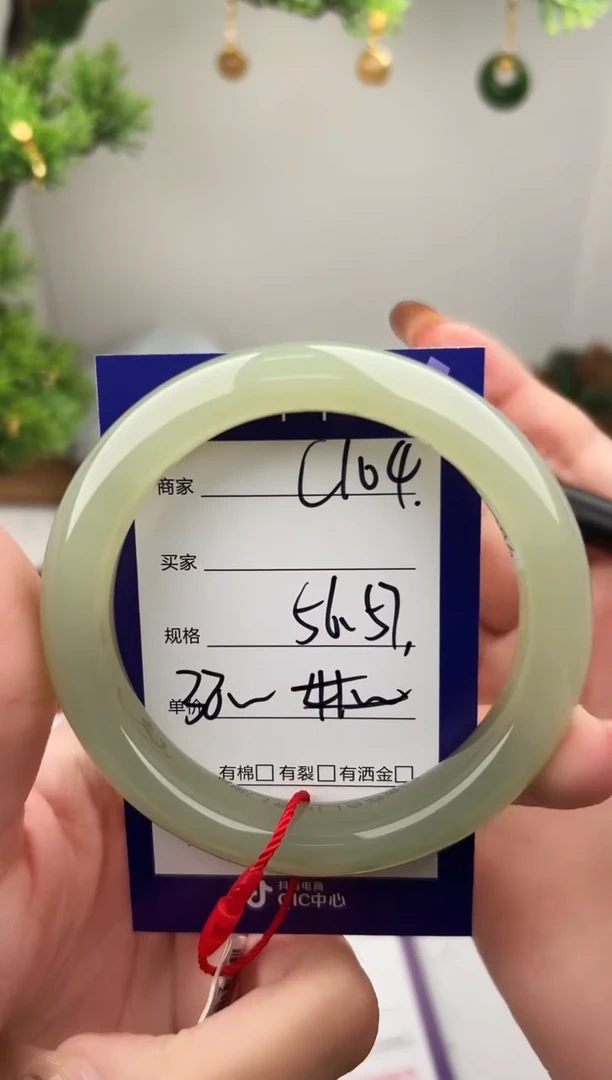 商家 C104.
买家
规格 56.57.
单价
有棉□ 有裂□ 有洒金□
抖音电商
QIC中心